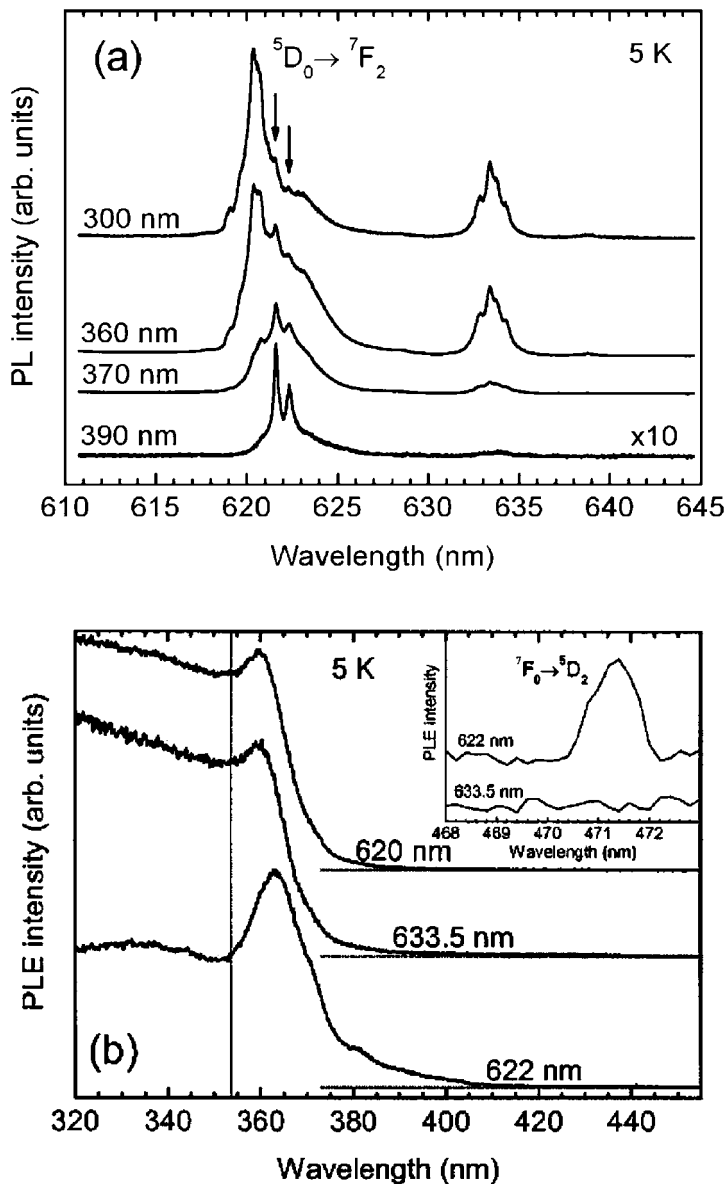 (a)
⁵D₀→ ⁷F₂
5 K
300 nm
360 nm
370 nm
390 nm
x10
PL intensity (arb. units)
610 615 620 625 630 635 640 645
Wavelength (nm)
5 K
⁷F₀→⁵D₂
622 nm
633.5 nm
PLE intensity
468 469 470 471 472
Wavelength (nm)
620 nm
633.5 nm
622 nm
(b)
PLE intensity (arb. units)
320 340 360 380 400 420 440
Wavelength (nm)